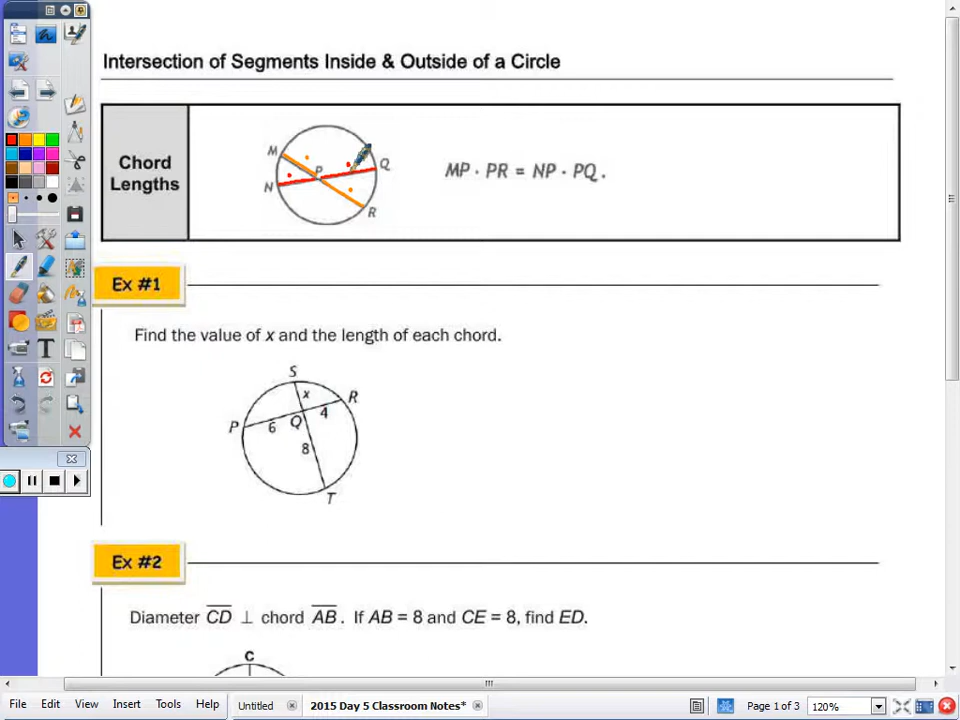 Intersection of Segments Inside & Outside of a Circle
Chord
Lengths
M
P
Q
N
R
MP · PR = NP · PQ .
Ex #1
Find the value of x and the length of each chord.
S
x
R
4
P
6
Q
8
T
Ex #2
Diameter CD ⊥ chord AB. If AB = 8 and CE = 8, find ED.
C
File Edit View Insert Tools Help Untitled 2015 Day 5 Classroom Notes* Page 1 of 3 120%